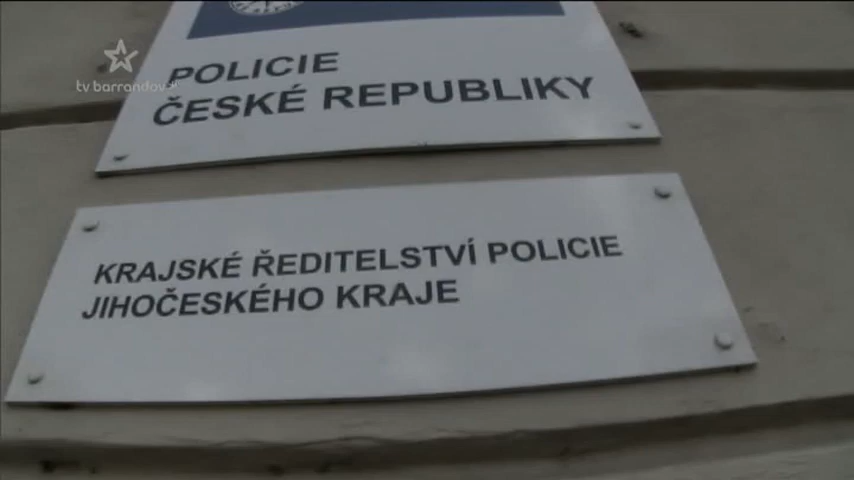 tv.barrandov
POLICIE
ČESKÉ REPUBLIKY
KRAJSKÉ ŘEDITELSTVÍ POLICIE
JIHOČESKÉHO KRAJE